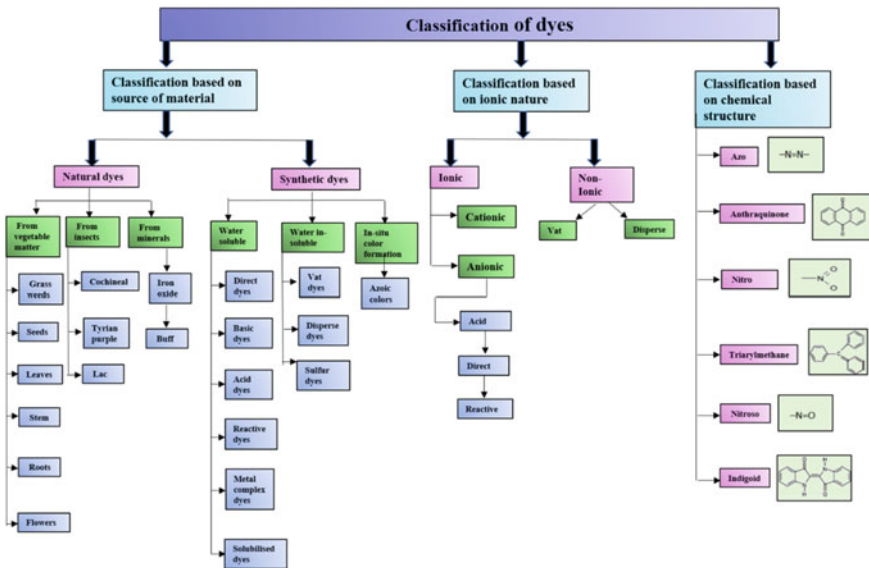 Classification of dyes
Classification based on
source of material
Classification based
on ionic nature
Classification based
on chemical
structure
Natural dyes
Synthetic dyes
Ionic
Non-
Ionic
From
vegetable
matter
From
insects
From
minerals
Water
soluble
Water in-
soluble
In-situ
color
formation
Cationic
Anionic
Vat
Disperse
Grass
weeds
Seeds
Leaves
Stem
Roots
Flowers
Cochineal
Tyrian
purple
Lac
Iron
oxide
Buff
Direct
dyes
Basic
dyes
Acid
dyes
Reactive
dyes
Metal
complex
dyes
Solubilised
dyes
Vat
dyes
Disperse
dyes
Sulfur
dyes
Azoic
colors
Acid
Direct
Reactive
Azo
–N=N–
Anthraquinone
O
O
Nitro
N
O
O
Triarylmethane
Nitroso
–N=O
Indigoid
O
H
N
N
H
O